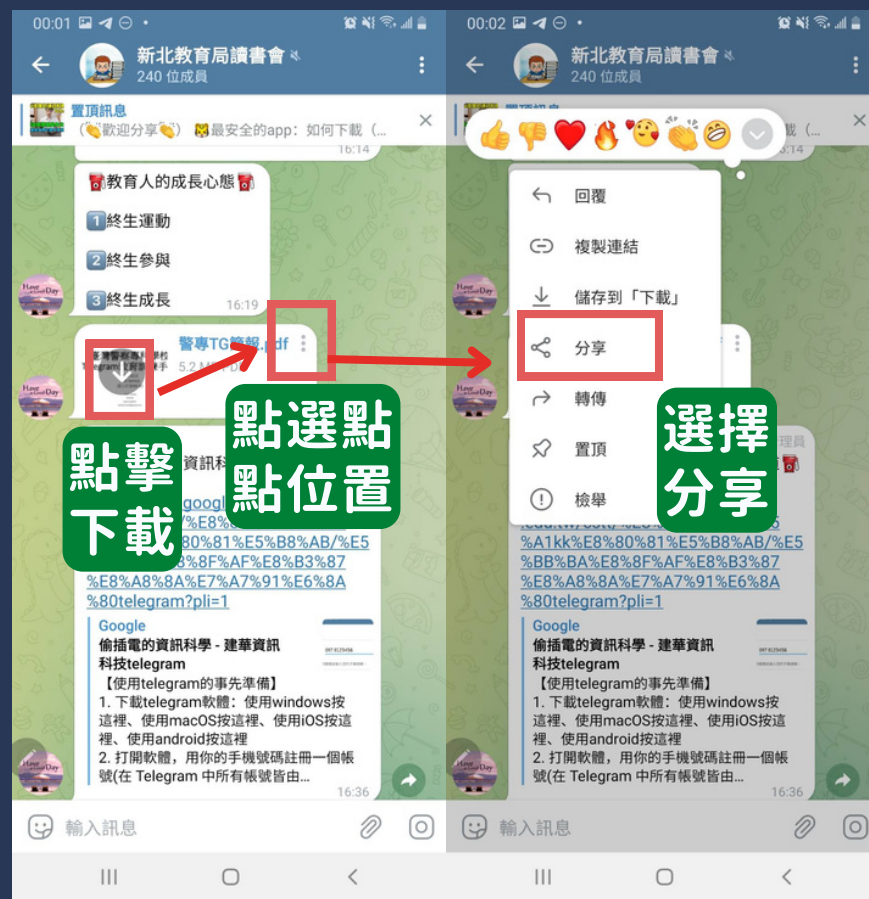 00:01
新北教育局讀書會
240 位成員
置頂訊息
（👏歡迎分享👏）🐯最安全的app：如何下載（...
16:14
教育人的成長心態
1終生運動
2終生參與
3終生成長
16:19
Have
a Good Day
警專TG簡報.pdf
5.2 M
Have
a Good Day
點擊
下載
點選點
點位置
資訊科
google
/%E8%
80%81%E5%B8%AB/%E5
%8F%AF%E8%B3%87
%E8%A8%8A%E7%A7%91%E6%8A
%80telegram?pli=1
Google
偷插電的資訊科學 - 建華資訊
科技telegram
【使用telegram的事先準備】
1. 下載telegram軟體：使用windows按
這裡、使用macOS按這裡、使用iOS按這
裡、使用android按這裡
2. 打開軟體，用你的手機號碼註冊一個帳
號(在 Telegram 中所有帳號皆由...
16:36
Have
a Good Day
輸入訊息
00:02
新北教育局讀書會
240 位成員
置頂訊息
載（...
16:14
回覆
複製連結
儲存到「下載」
分享
轉傳
置頂
檢舉
選擇
分享
管理員
%A1kk%E8%80%81%E5%B8%AB/%E5
%BB%BA%E8%8F%AF%E8%B3%87
%E8%A8%8A%E7%A7%91%E6%8A
%80telegram?pli=1
Google
偷插電的資訊科學 - 建華資訊
科技telegram
【使用telegram的事先準備】
1. 下載telegram軟體：使用windows按
這裡、使用macOS按這裡、使用iOS按這
裡、使用android按這裡
2. 打開軟體，用你的手機號碼註冊一個帳
號(在 Telegram 中所有帳號皆由...
16:36
輸入訊息